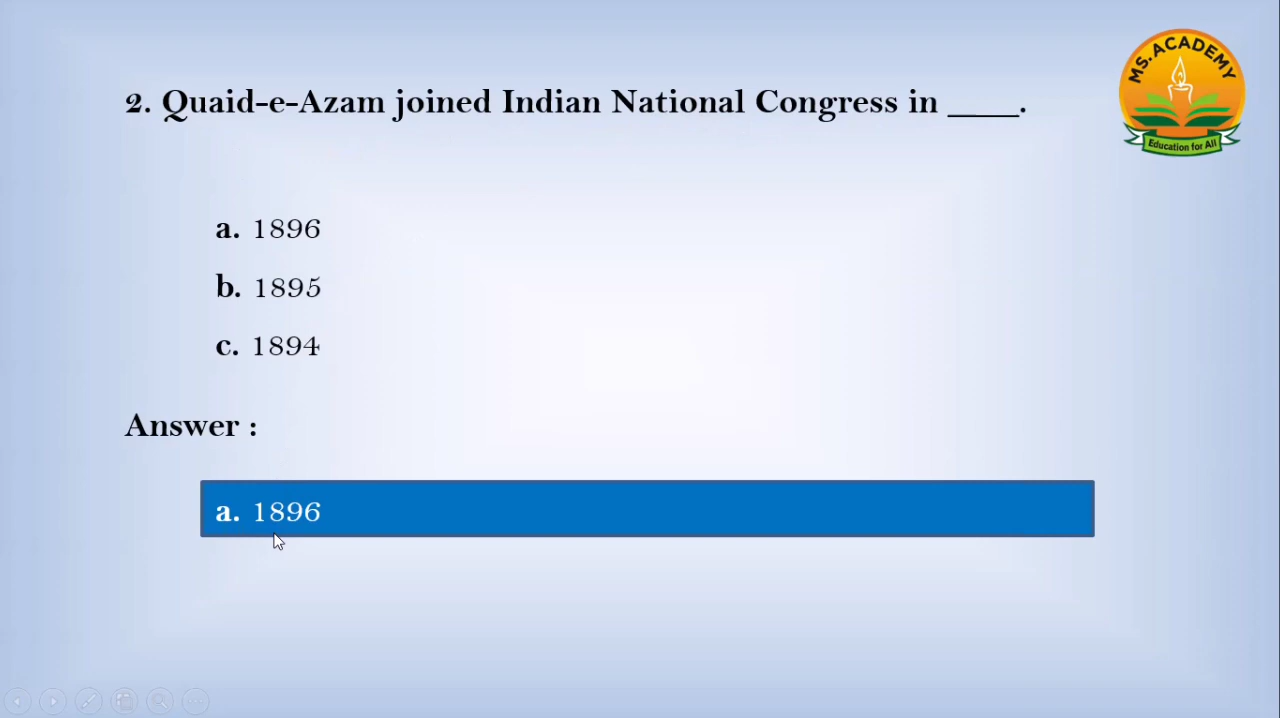 MS. ACADEMY
Education for All
2. Quaid-e-Azam joined Indian National Congress in ____.
a. 1896
b. 1895
c. 1894
Answer :
a. 1896